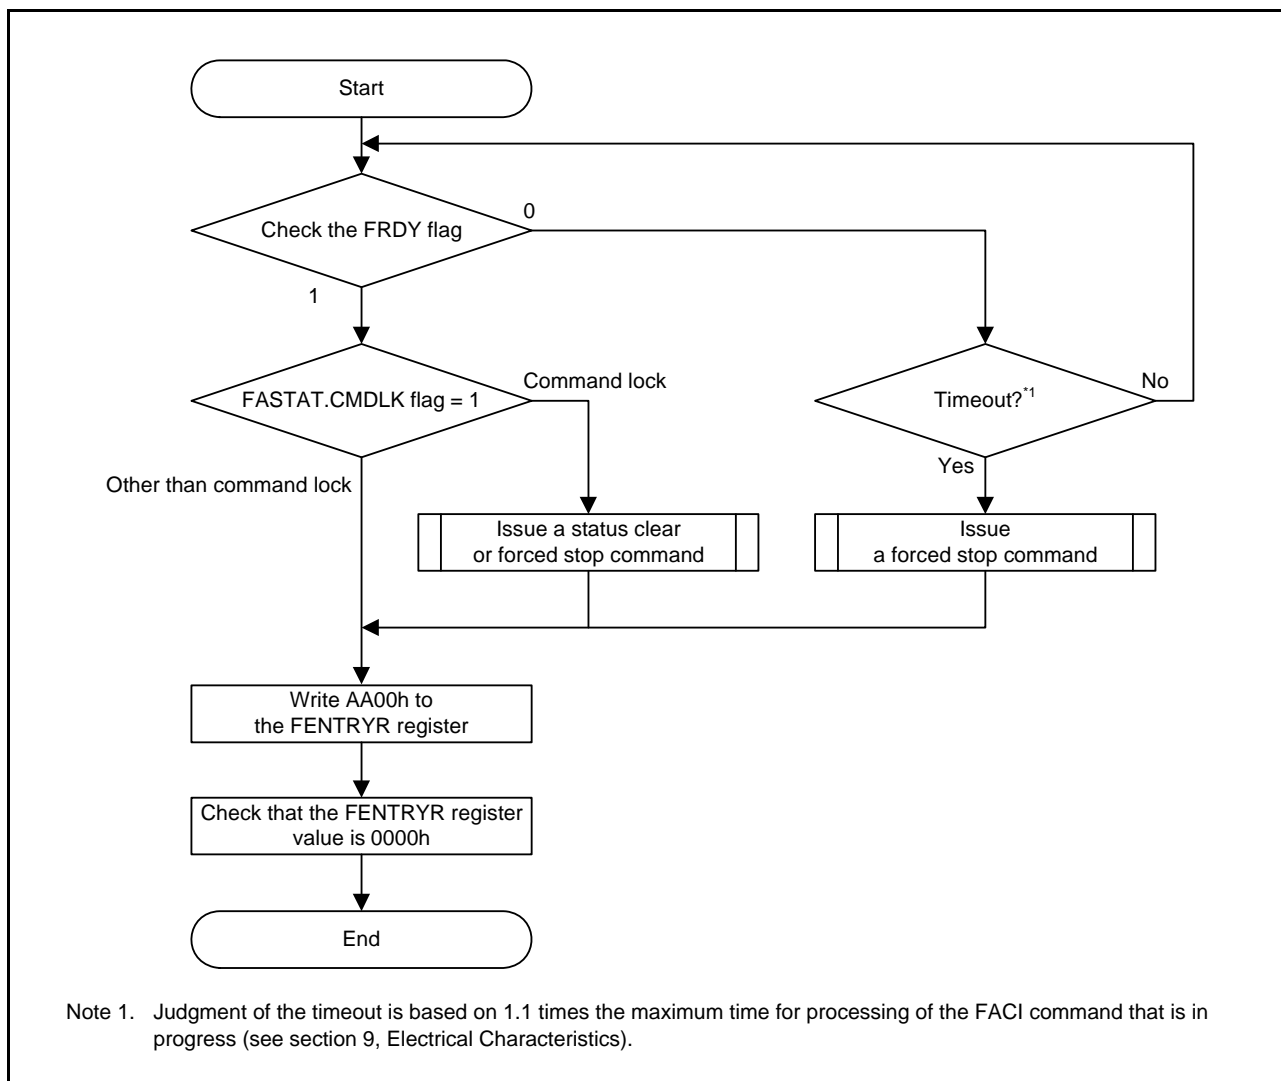 Start
Check the FRDY flag
0
1
FASTAT.CMDLK flag = 1
Command lock
Timeout?*1
No
Yes
Other than command lock
Issue a status clear
or forced stop command
Issue
a forced stop command
Write AA00h to
the FENTRYR register
Check that the FENTRYR register
value is 0000h
End
Note 1. Judgment of the timeout is based on 1.1 times the maximum time for processing of the FACI command that is in
progress (see section 9, Electrical Characteristics).